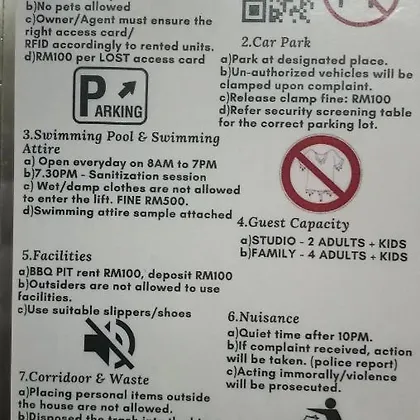 b)No pets allowed
c)Owner/Agent must ensure the
right access card/
RFID accordingly to rented units.
d)RM100 per LOST access card
PARKING
2.Car Park
a)Park at designated place.
b)Un-authorized vehicles will be
clamped upon complaint.
c)Release clamp fine: RM100
d)Refer security screening table
for the correct parking lot.
3.Swimming Pool & Swimming
Attire
a) Open everyday on 8AM to 7PM
b)7.30PM - Sanitization session
c) Wet/damp clothes are not allowed
to enter the lift. FINE RM500.
d)Swimming attire sample attached
4.Guest Capacity
a)STUDIO - 2 ADULTS + KIDS
b)FAMILY - 4 ADULTS + KIDS
5.Facilities
a)BBQ PIT rent RM100, deposit RM100
b)Outsiders are not allowed to use
facilities.
c)Use suitable slippers/shoes
6.Nuisance
a)Quiet time after 10PM.
b)If complaint received, action
will be taken. (police report)
c)Acting immorally/violence
will be prosecuted.
7.Corridor & Waste
a)Placing personal items outside
the house are not allowed.
b)Disposed the trash